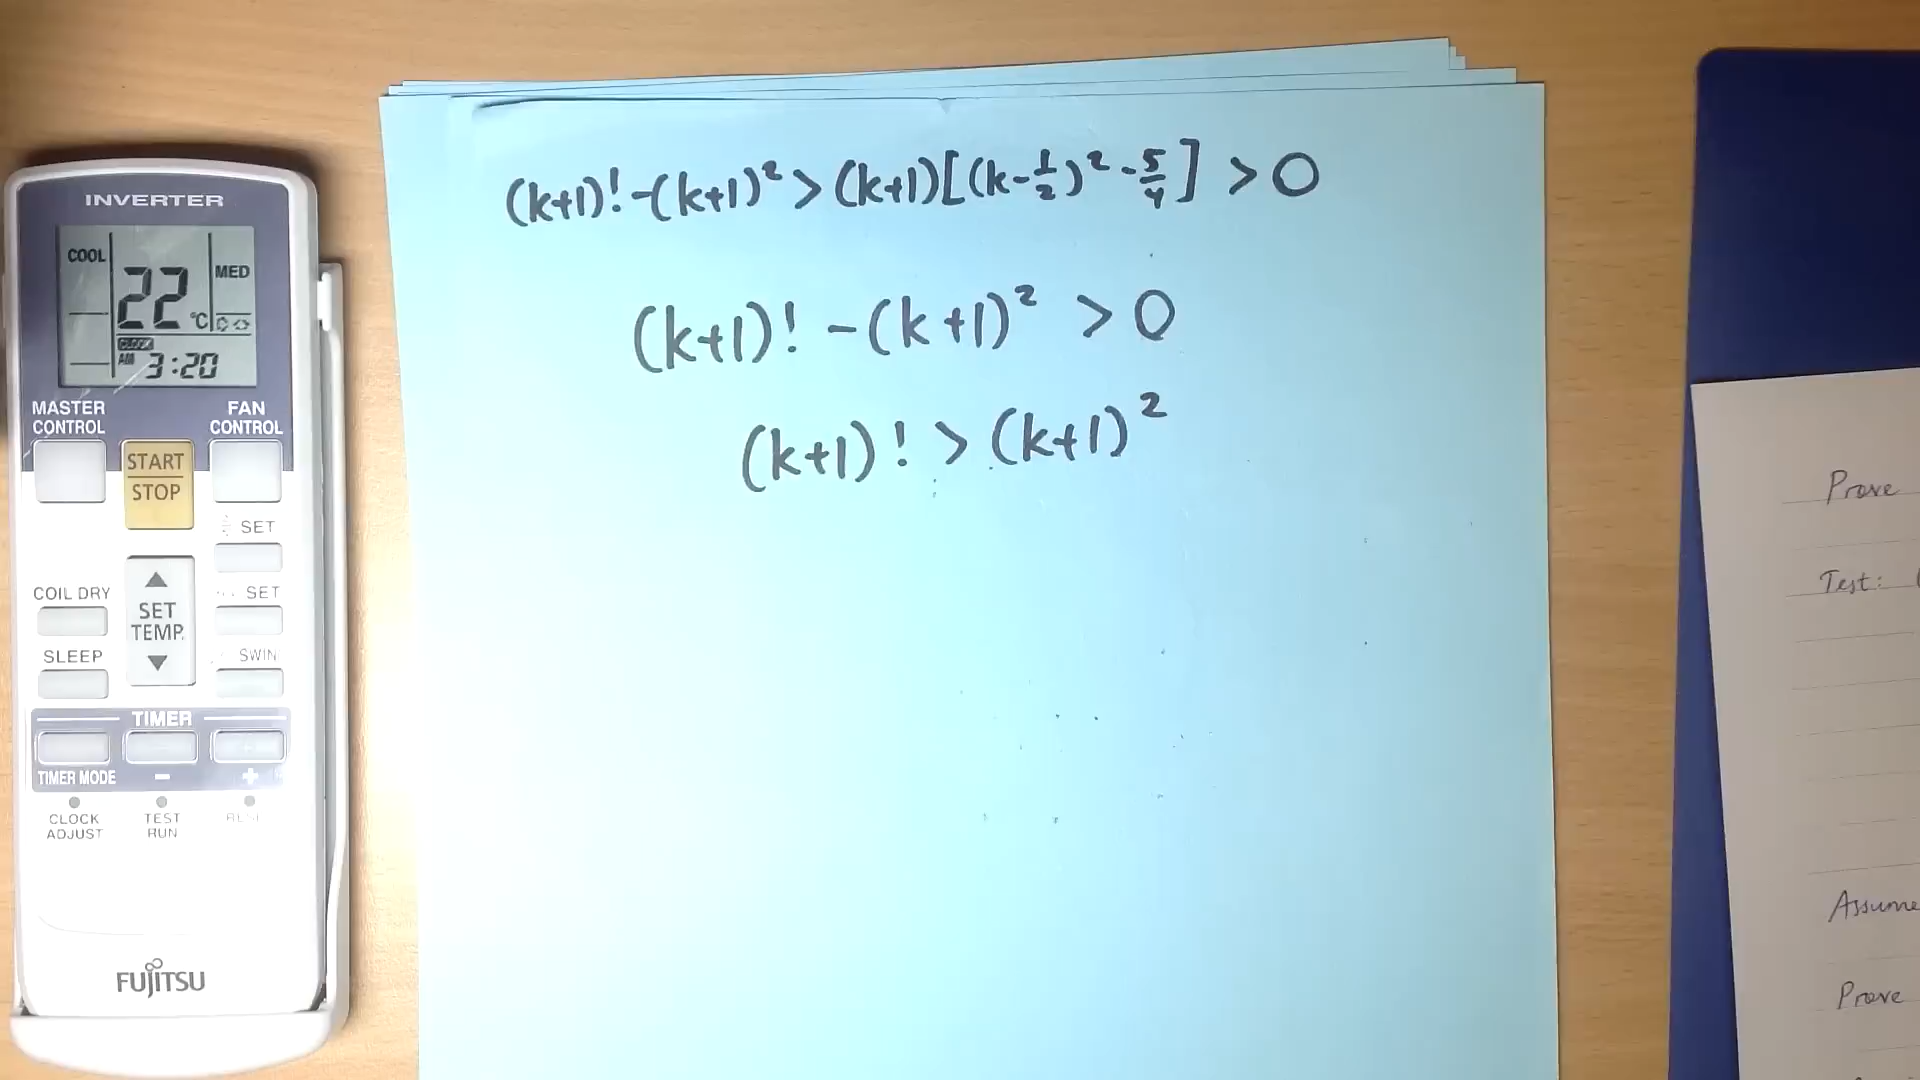 INVERTER
COOL
22 °C
MED
CLOCK
AM 3:20
MASTER CONTROL
FAN CONTROL
START
STOP
SET
COIL DRY
SET TEMP.
SET
SLEEP
SWIN
TIMER
TIMER MODE
-
+
CLOCK ADJUST
TEST RUN
FUJITSU
(k+1)! -(k+1)² > (k+1)[(k-1/2)² - 5/4] > 0
(k+1)! - (k+1)² > 0
(k+1)! > (k+1)²
Prove
Test:
Assume
Prove